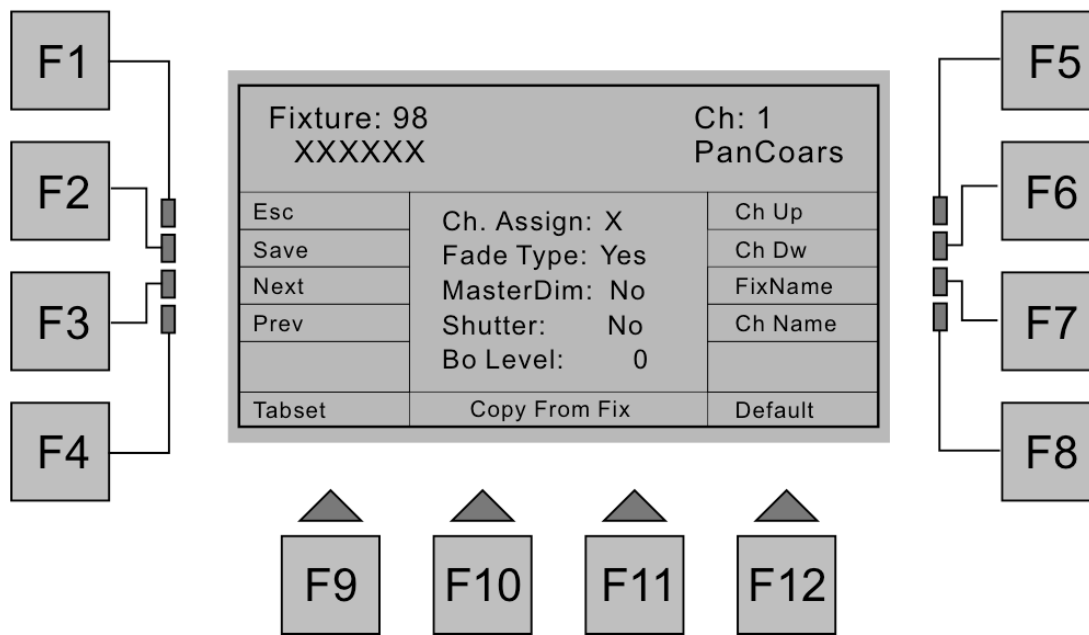 F1
F2
F3
F4
Fixture: 98
XXXXXX
Ch: 1
PanCoars
Esc
Save
Next
Prev
Tabset
Ch. Assign: X
Fade Type: Yes
MasterDim: No
Shutter: No
Bo Level: 0
Copy From Fix
Ch Up
Ch Dw
FixName
Ch Name
Default
F5
F6
F7
F8
F9 F10 F11 F12